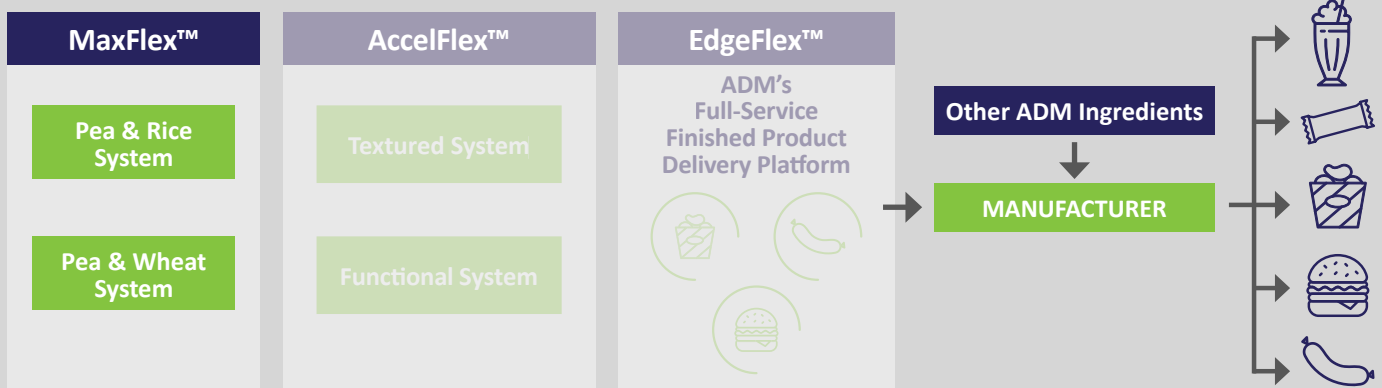 MaxFlex™
Pea & Rice
System
Pea & Wheat
System
AccelFlex™
Textured System
Functional System
EdgeFlex™
ADM’s
Full-Service
Finished Product
Delivery Platform
Other ADM Ingredients
MANUFACTURER